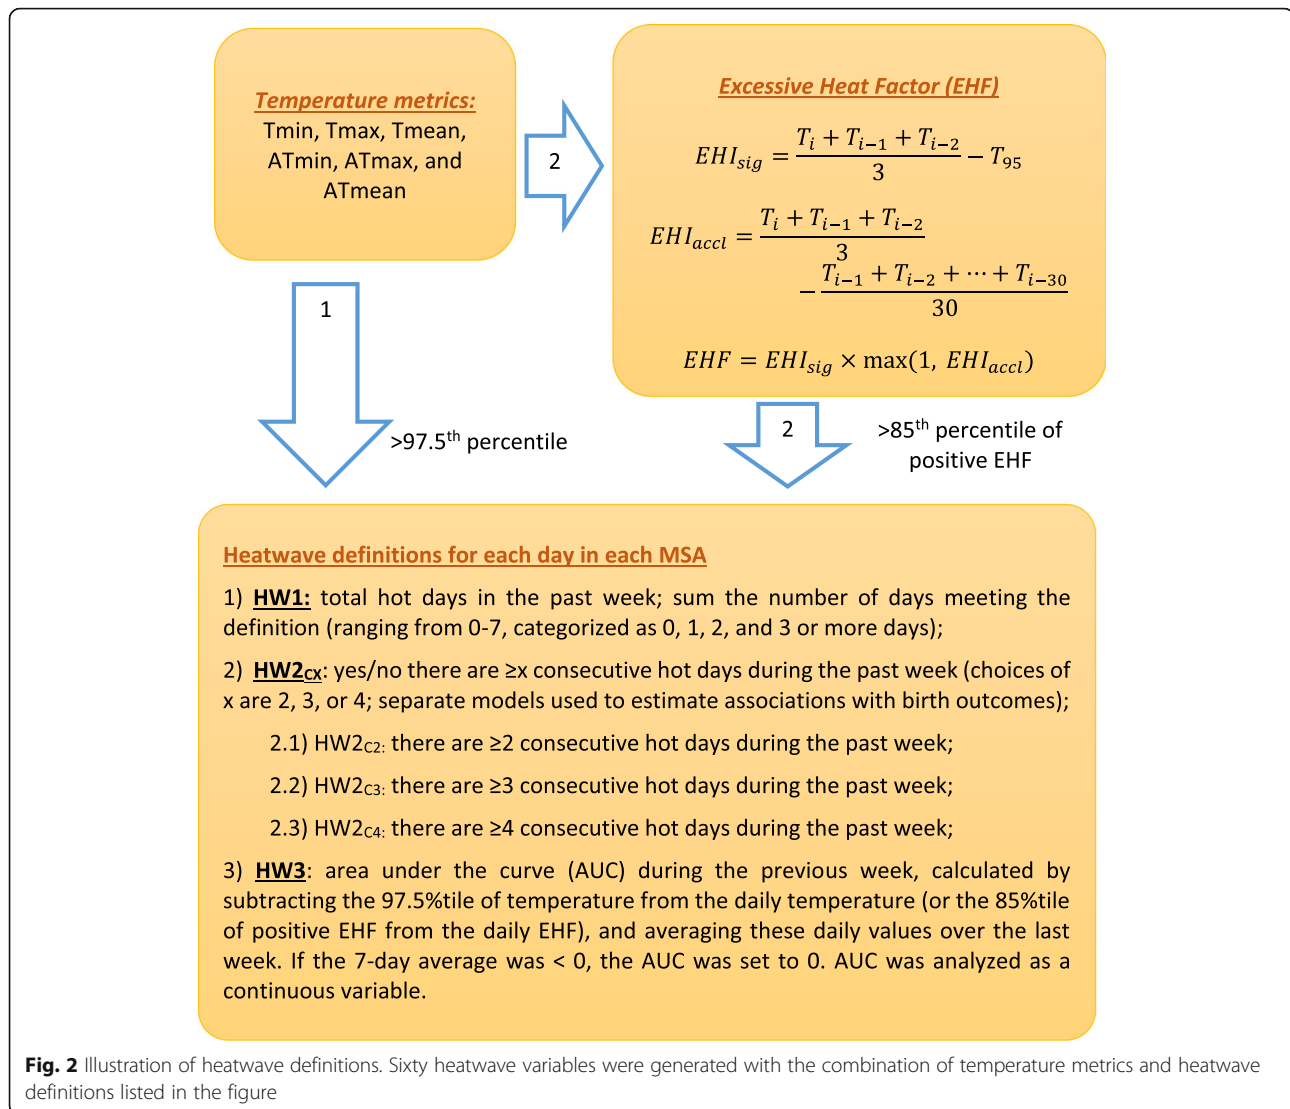 Temperature metrics:
Tmin, Tmax, Tmean,
ATmin, ATmax, and
ATmean
2
Excessive Heat Factor (EHF)
EHI_sig = (T_i + T_{i−1} + T_{i−2}) / 3 − T_95
EHI_accl = (T_i + T_{i−1} + T_{i−2}) / 3
− (T_{i−1} + T_{i−2} + ⋯ + T_{i−30}) / 30
EHF = EHI_sig × max(1, EHI_accl)
1
>97.5th percentile
2
>85th percentile of
positive EHF
Heatwave definitions for each day in each MSA
1) HW1: total hot days in the past week; sum the number of days meeting the
definition (ranging from 0-7, categorized as 0, 1, 2, and 3 or more days);
2) HW2CX: yes/no there are ≥x consecutive hot days during the past week (choices of
x are 2, 3, or 4; separate models used to estimate associations with birth outcomes);
2.1) HW2C2: there are ≥2 consecutive hot days during the past week;
2.2) HW2C3: there are ≥3 consecutive hot days during the past week;
2.3) HW2C4: there are ≥4 consecutive hot days during the past week;
3) HW3: area under the curve (AUC) during the previous week, calculated by
subtracting the 97.5%tile of temperature from the daily temperature (or the 85%tile
of positive EHF from the daily EHF), and averaging these daily values over the last
week. If the 7-day average was < 0, the AUC was set to 0. AUC was analyzed as a
continuous variable.
Fig. 2 Illustration of heatwave definitions. Sixty heatwave variables were generated with the combination of temperature metrics and heatwave
definitions listed in the figure